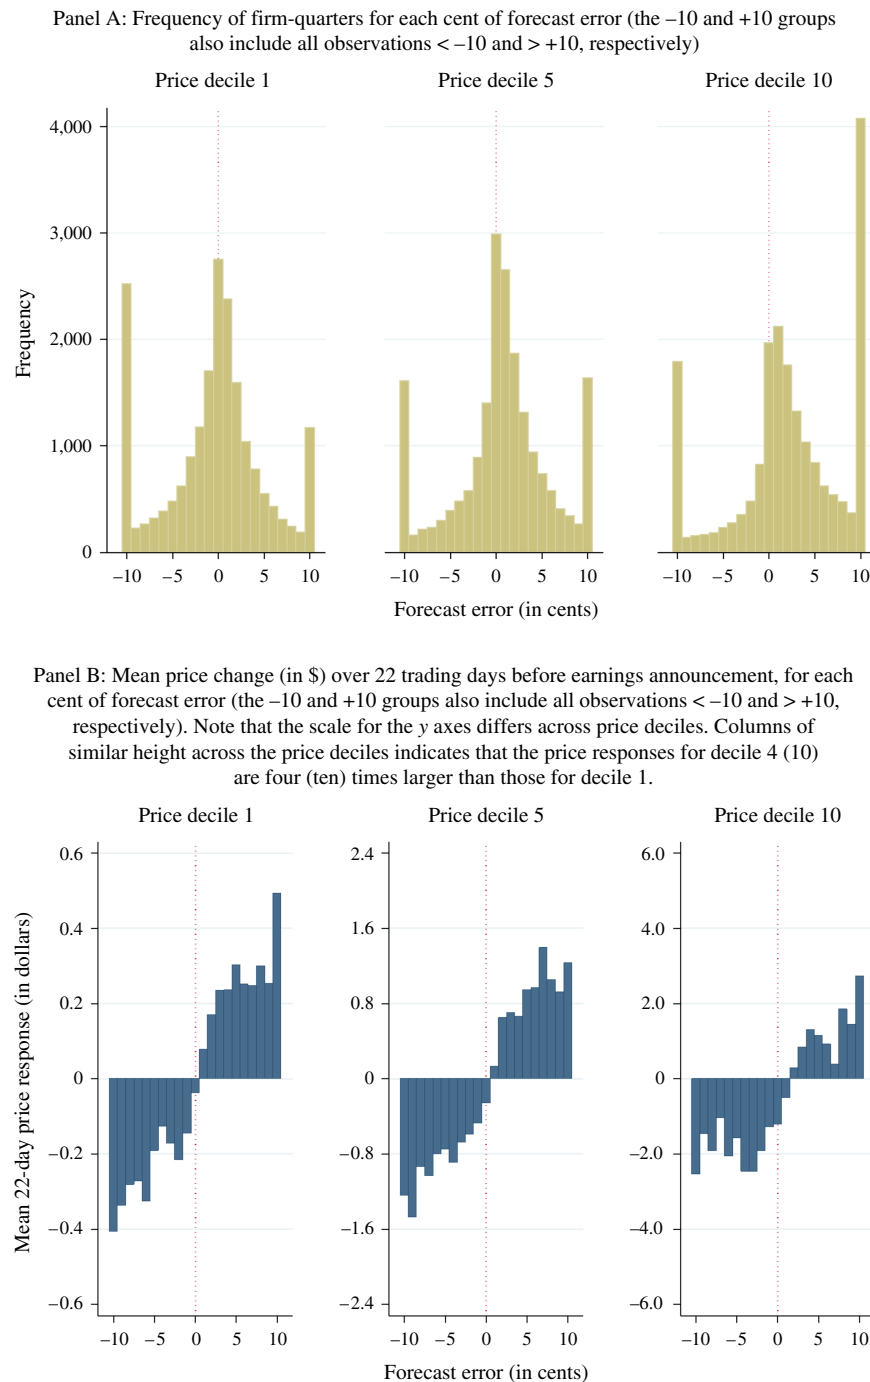 Panel A: Frequency of firm-quarters for each cent of forecast error (the –10 and +10 groups
also include all observations < –10 and > +10, respectively)
Price decile 1
Price decile 5
Price decile 10
Frequency
4,000
3,000
2,000
1,000
0
–10 –5 0 5 10
–10 –5 0 5 10
–10 –5 0 5 10
Forecast error (in cents)
Panel B: Mean price change (in $) over 22 trading days before earnings announcement, for each
cent of forecast error (the –10 and +10 groups also include all observations < –10 and > +10,
respectively). Note that the scale for the y axes differs across price deciles. Columns of
similar height across the price deciles indicates that the price responses for decile 4 (10)
are four (ten) times larger than those for decile 1.
Price decile 1
Price decile 5
Price decile 10
Mean 22-day price response (in dollars)
0.6
0.4
0.2
0
–0.2
–0.4
–0.6
2.4
1.6
0.8
0
–0.8
–1.6
–2.4
6.0
4.0
2.0
0
–2.0
–4.0
–6.0
–10 –5 0 5 10
–10 –5 0 5 10
–10 –5 0 5 10
Forecast error (in cents)